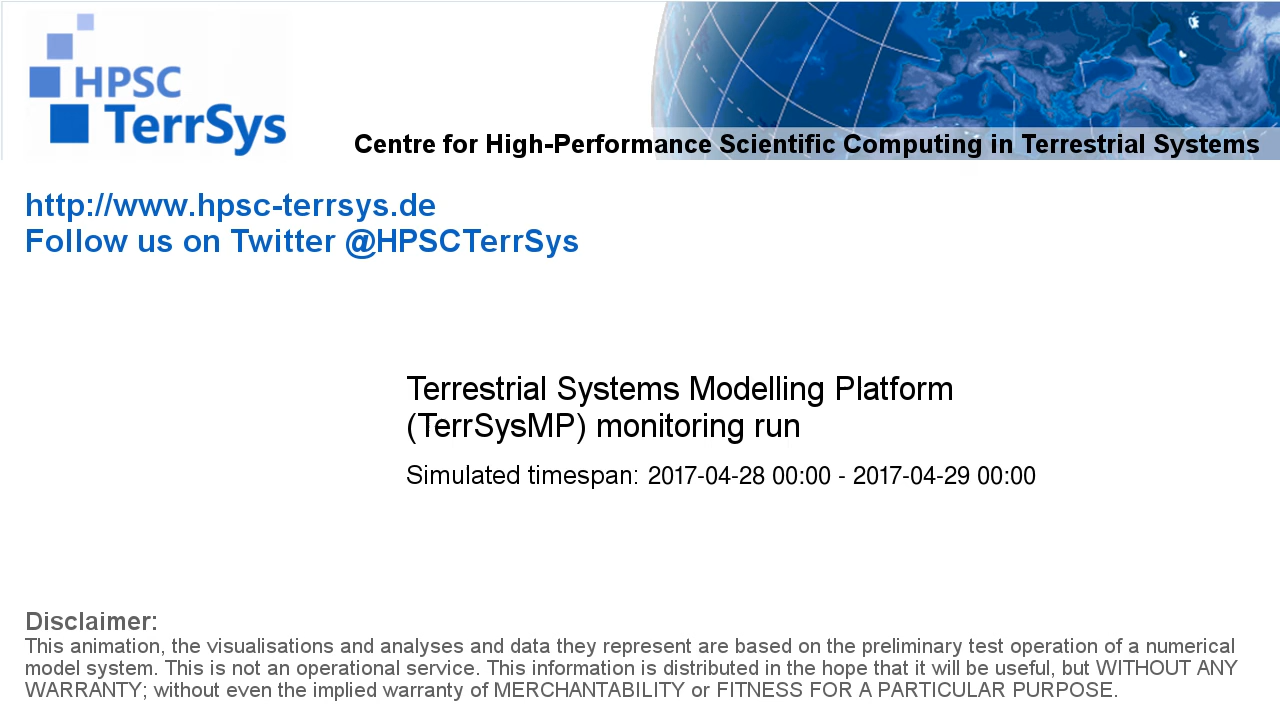 HPSC
TerrSys
Centre for High-Performance Scientific Computing in Terrestrial Systems
http://www.hpsc-terrsys.de
Follow us on Twitter @HPSCTerrSys
Terrestrial Systems Modelling Platform
(TerrSysMP) monitoring run
Simulated timespan: 2017-04-28 00:00 - 2017-04-29 00:00
Disclaimer:
This animation, the visualisations and analyses and data they represent are based on the preliminary test operation of a numerical
model system. This is not an operational service. This information is distributed in the hope that it will be useful, but WITHOUT ANY
WARRANTY; without even the implied warranty of MERCHANTABILITY or FITNESS FOR A PARTICULAR PURPOSE.